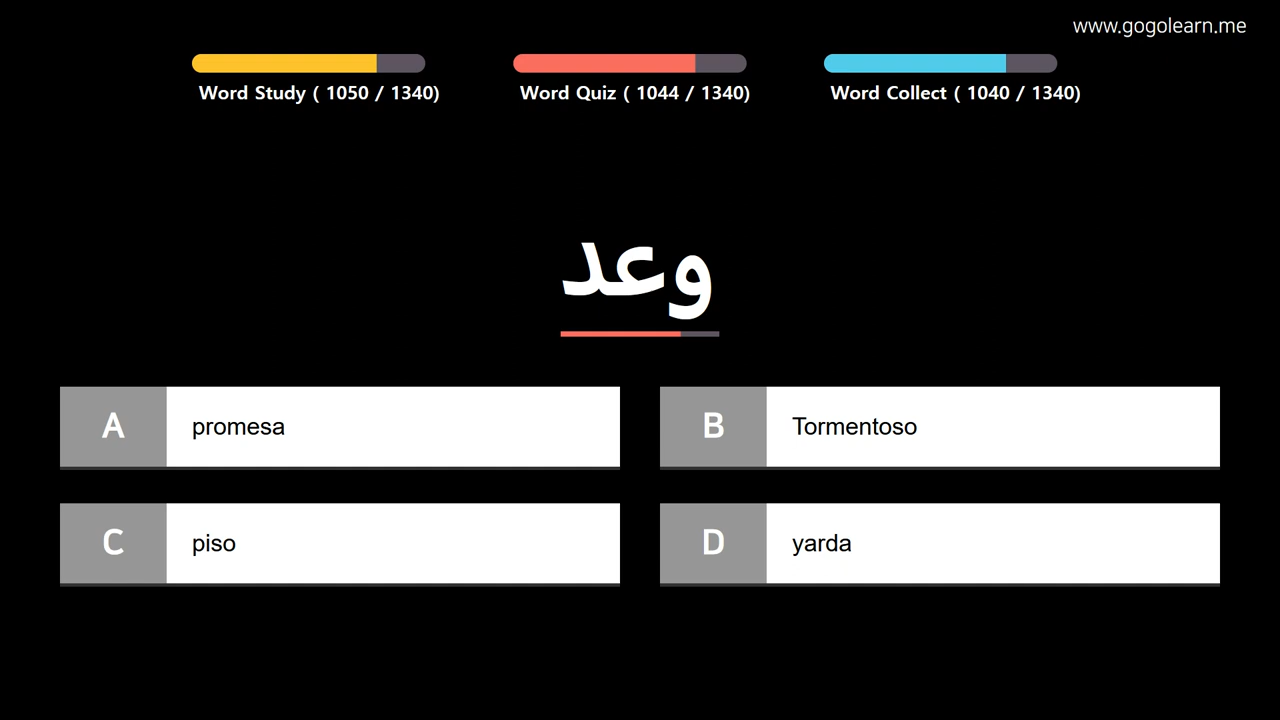 www.gogolearn.me
Word Study ( 1050 / 1340)
Word Quiz ( 1044 / 1340)
Word Collect ( 1040 / 1340)
وعد
A promesa
B Tormentoso
C piso
D yarda